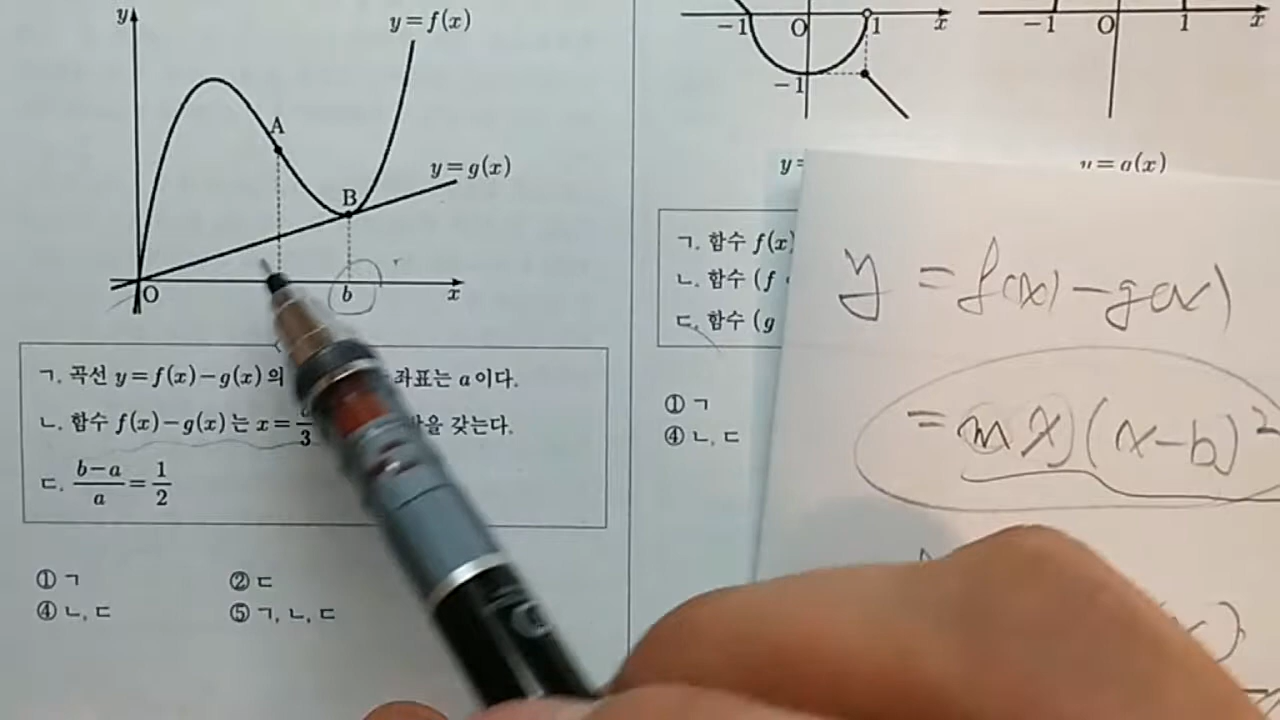 y
y=f(x)
A
y=g(x)
B
O
b
x
ㄱ. 곡선 y=f(x)-g(x)의
좌표는 a이다.
ㄴ. 함수 f(x)-g(x)는 x=
3
을 갖는다.
ㄷ. b-a/a=1/2
① ㄱ
② ㄷ
④ ㄴ, ㄷ
⑤ ㄱ, ㄴ, ㄷ
-1
O
1
x
-1
-1
O
1
x
y=
y=g(x)
ㄱ. 함수 f(x)
ㄴ. 함수 (f
ㄷ. 함수 (g
① ㄱ
④ ㄴ, ㄷ
y = f(x) - g(x)
= mx(x-b)²